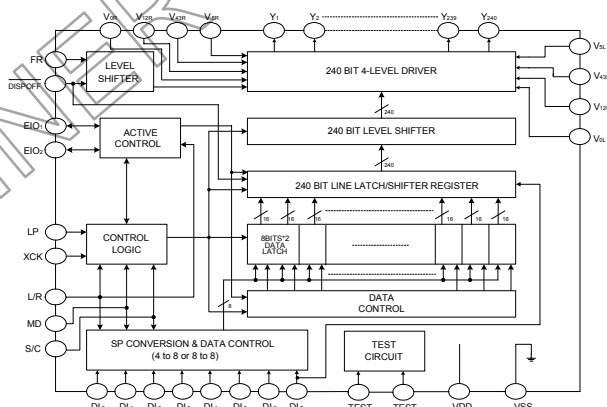 V0R V12R V43R V5R Y1 Y2 Y239 Y240
FR
LEVEL
SHIFTER
240 BIT 4-LEVEL DRIVER
V5L
DISPOFF
V43L
V12L
240
EIO1
ACTIVE
CONTROL
240 BIT LEVEL SHIFTER
V0L
EIO2
240
240 BIT LINE LATCH/SHIFTER REGISTER
16 16 16 16 16 16
LP
XCK
CONTROL
LOGIC
8BITS*2
DATA
LATCH
L/R
MD
8
DATA
CONTROL
S/C
SP CONVERSION & DATA CONTROL
(4 to 8 or 8 to 8)
TEST
CIRCUIT
TEST TEST VDD VSS